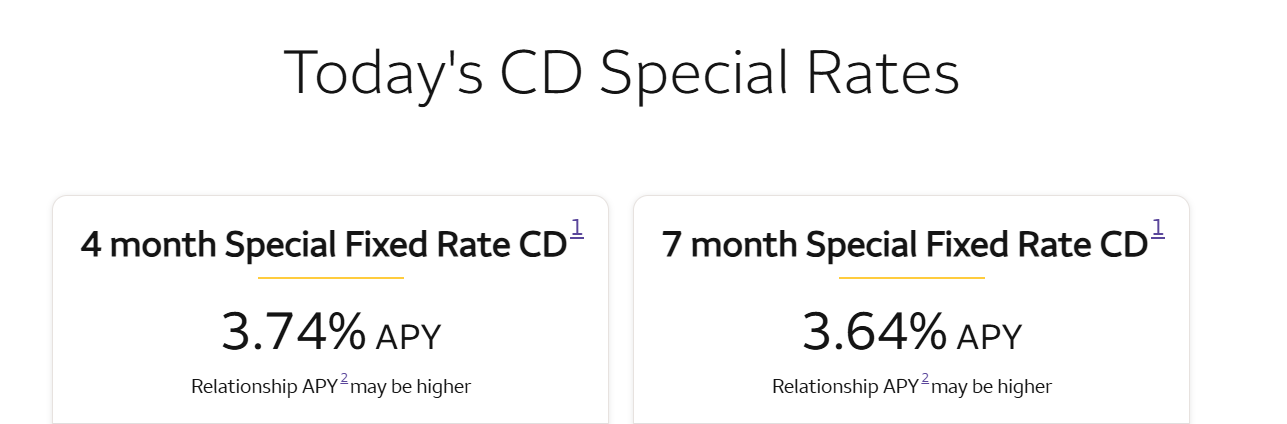 Today's CD Special Rates
4 month Special Fixed Rate CD1
3.74% APY
Relationship APY2 may be higher
7 month Special Fixed Rate CD1
3.64% APY
Relationship APY2 may be higher